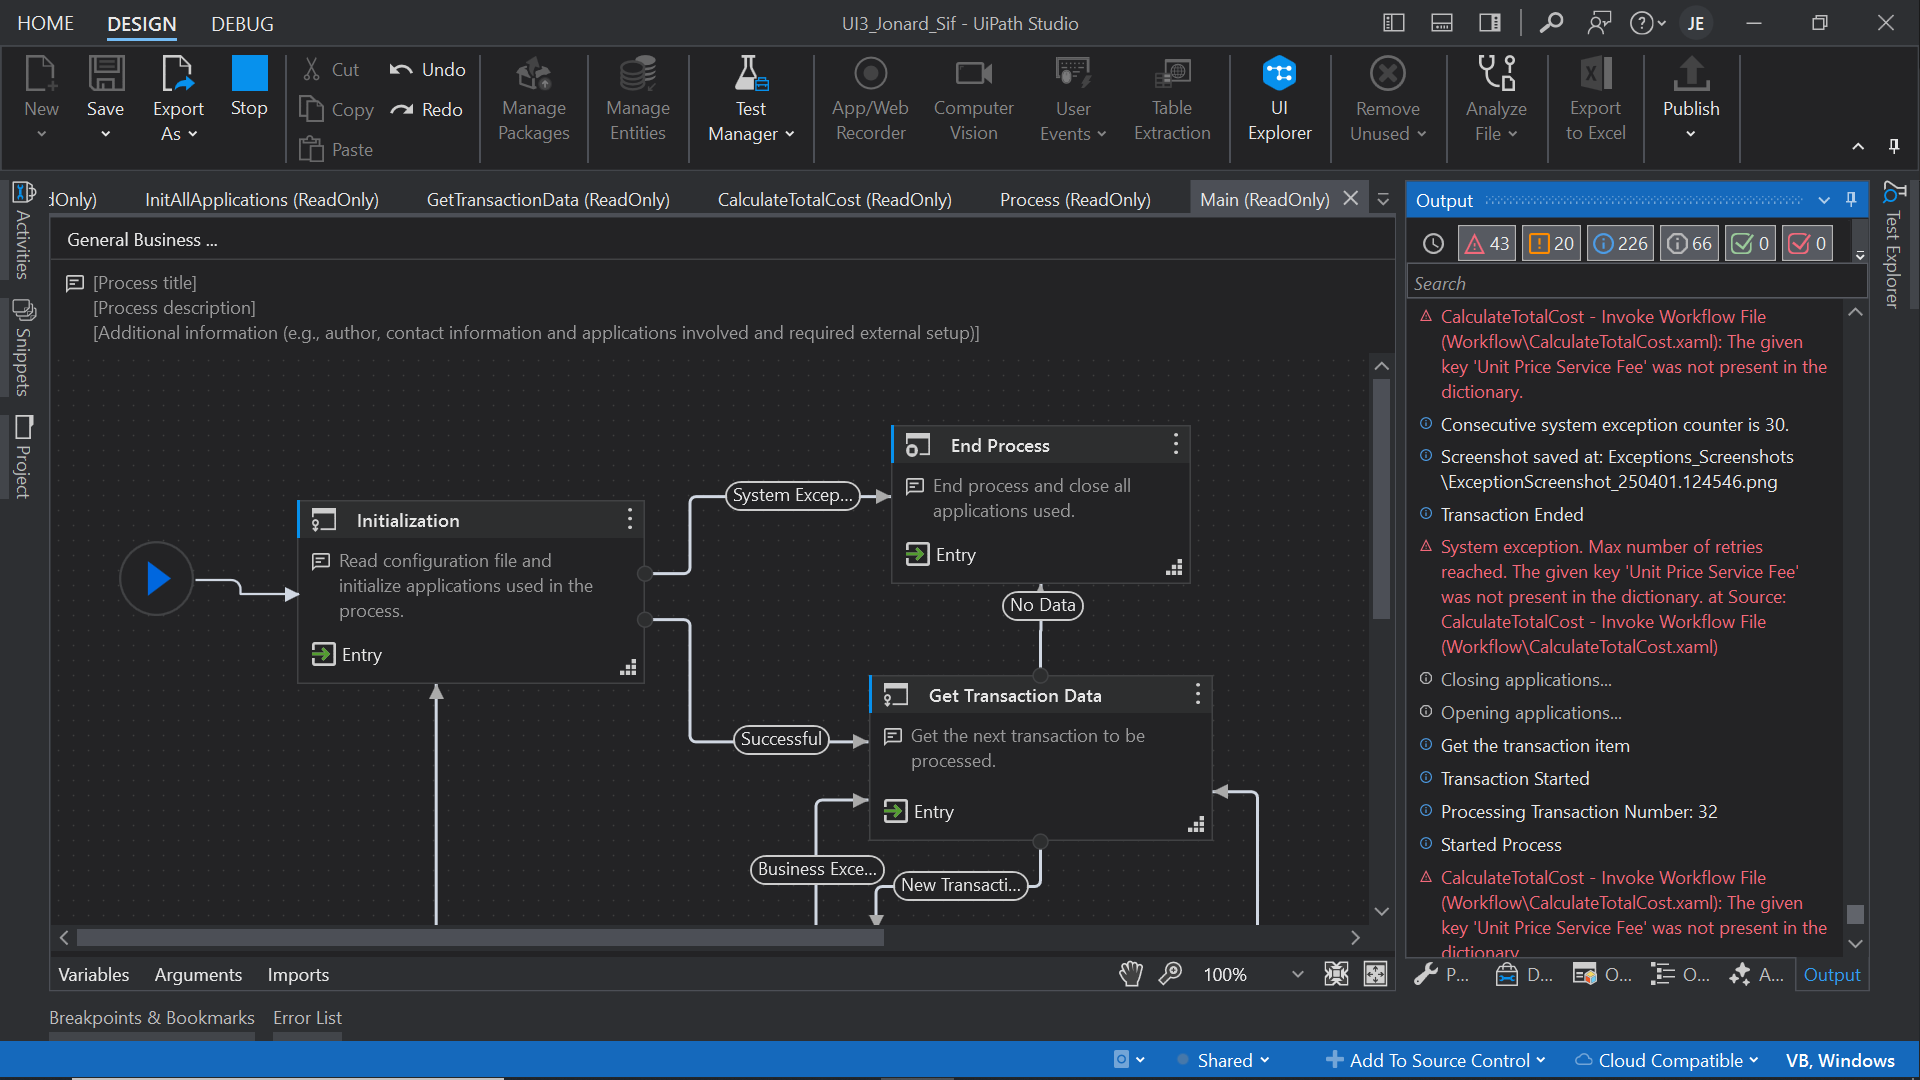 HOME DESIGN DEBUG
UI3_Jonard_Sif - UiPath Studio
JE
New
Save
Export As
Stop
Cut
Copy
Paste
Undo
Redo
Manage Packages
Manage Entities
Test Manager
App/Web Recorder
Computer Vision
User Events
Table Extraction
UI Explorer
Remove Unused
Analyze File
Export to Excel
Publish
Activities
Snippets
Project
dOnly)
InitAllApplications (ReadOnly)
GetTransactionData (ReadOnly)
CalculateTotalCost (ReadOnly)
Process (ReadOnly)
Main (ReadOnly)
General Business ...
[Process title]
[Process description]
[Additional information (e.g., author, contact information and applications involved and required external setup)]
Initialization
Read configuration file and
initialize applications used in the
process.
Entry
System Excep...
End Process
End process and close all
applications used.
Entry
No Data
Successful
Get Transaction Data
Get the next transaction to be
processed.
Entry
Business Exce...
New Transacti...
Variables Arguments Imports
100%
Breakpoints & Bookmarks Error List
Output
43
20
226
66
0
0
Search
CalculateTotalCost - Invoke Workflow File
(Workflow\CalculateTotalCost.xaml): The given
key 'Unit Price Service Fee' was not present in the
dictionary.
Consecutive system exception counter is 30.
Screenshot saved at: Exceptions_Screenshots
\ExceptionScreenshot_250401.124546.png
Transaction Ended
System exception. Max number of retries
reached. The given key 'Unit Price Service Fee'
was not present in the dictionary. at Source:
CalculateTotalCost - Invoke Workflow File
(Workflow\CalculateTotalCost.xaml)
Closing applications...
Opening applications...
Get the transaction item
Transaction Started
Processing Transaction Number: 32
Started Process
CalculateTotalCost - Invoke Workflow File
(Workflow\CalculateTotalCost.xaml): The given
key 'Unit Price Service Fee' was not present in the
dictionary
P...
D...
O...
O...
A...
Output
Test Explorer
Shared
Add To Source Control
Cloud Compatible
VB, Windows